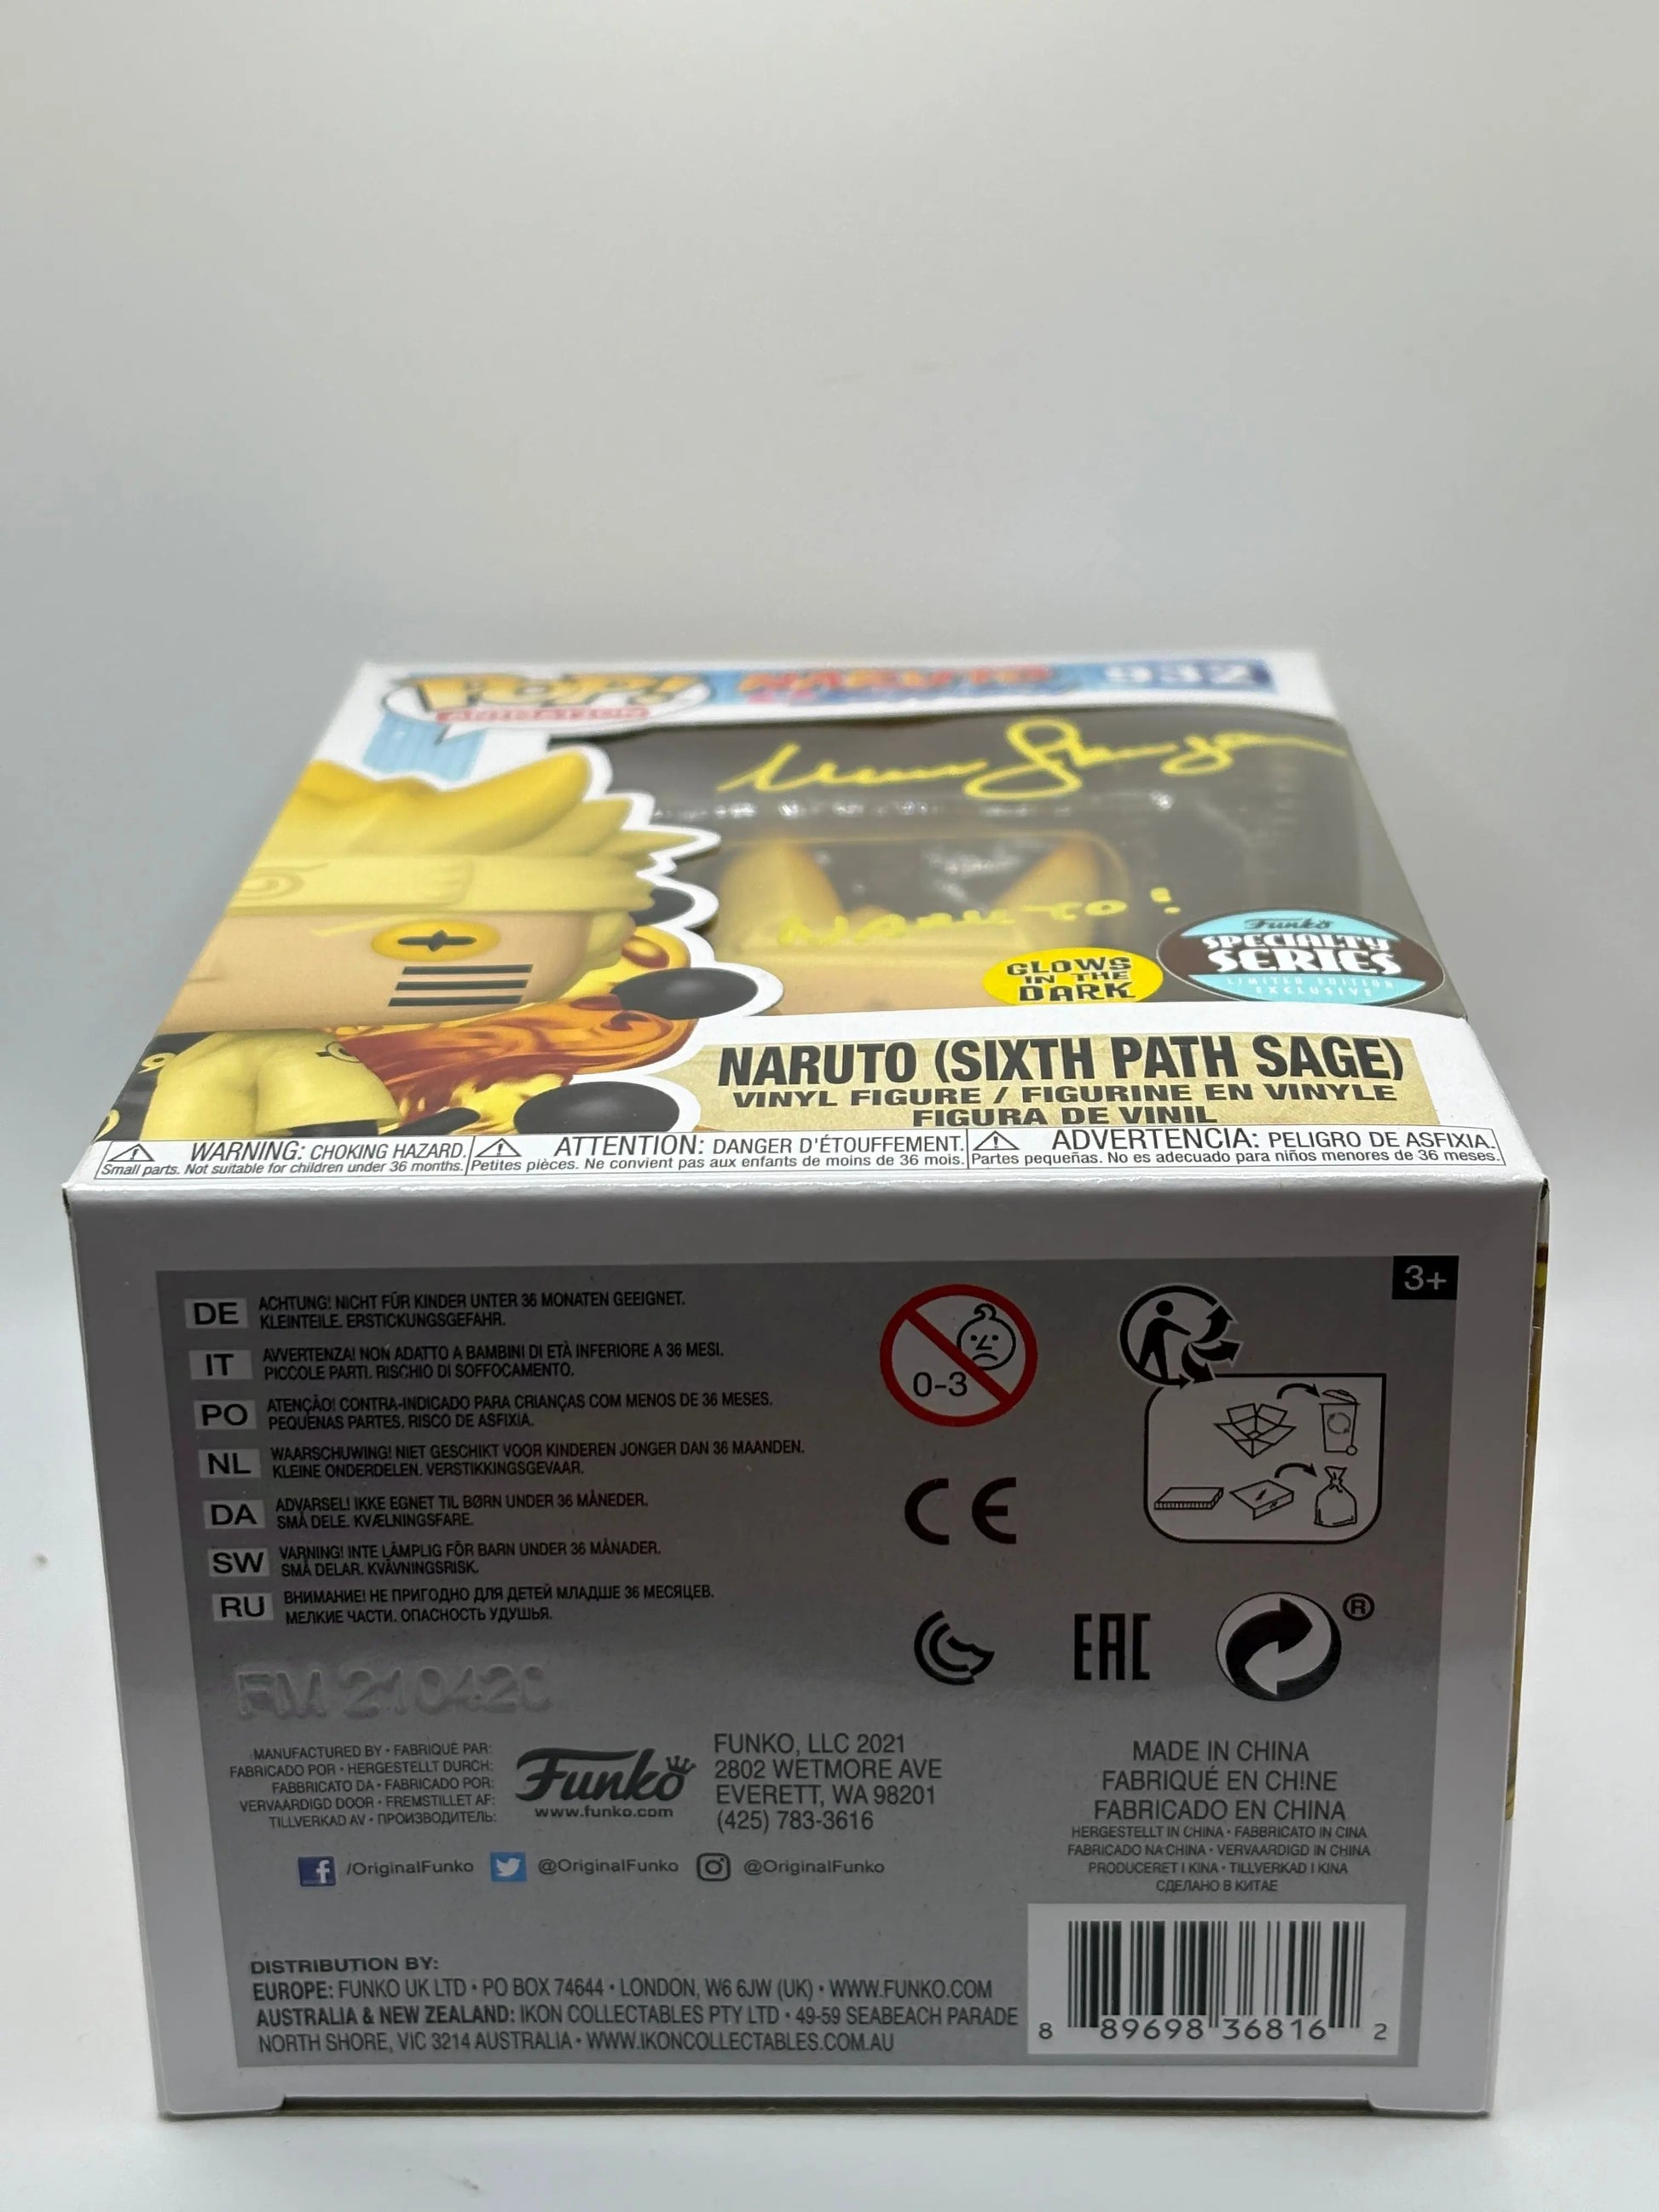 POP!
ANIMATION
NARUTO
932
Naruto!
GLOWS
IN THE
DARK
Funko
SPECIALTY
SERIES
LIMITED EDITION
EXCLUSIVE
NARUTO (SIXTH PATH SAGE)
VINYL FIGURE / FIGURINE EN VINYLE
FIGURA DE VINIL
WARNING: CHOKING HAZARD.
Small parts. Not suitable for children under 36 months.
ATTENTION: DANGER D'ÉTOUFFEMENT.
Petites pièces. Ne convient pas aux enfants de moins de 36 mois.
ADVERTENCIA: PELIGRO DE ASFIXIA.
Partes pequeñas. No es adecuado para niños menores de 36 meses.
3+
DE ACHTUNG! NICHT FÜR KINDER UNTER 36 MONATEN GEEIGNET.
KLEINTEILE. ERSTICKUNGSGEFAHR.
IT AVVERTENZA! NON ADATTO A BAMBINI DI ETÀ INFERIORE A 36 MESI.
PICCOLE PARTI. RISCHIO DI SOFFOCAMENTO.
PO ATENÇÃO! CONTRA-INDICADO PARA CRIANÇAS COM MENOS DE 36 MESES.
PEQUENAS PARTES. RISCO DE ASFIXIA.
NL WAARSCHUWING! NIET GESCHIKT VOOR KINDEREN JONGER DAN 36 MAANDEN.
KLEINE ONDERDELEN. VERSTIKKINGSGEVAAR.
DA ADVARSEL! IKKE EGNET TIL BØRN UNDER 36 MÅNEDER.
SMÅ DELE. KVÆLNINGSFARE.
SW VARNING! INTE LÄMPLIG FÖR BARN UNDER 36 MÅNADER.
SMÅ DELAR. KVÄVNINGSRISK.
RU ВНИМАНИЕ! НЕ ПРИГОДНО ДЛЯ ДЕТЕЙ МЛАДШЕ 36 МЕСЯЦЕВ.
МЕЛКИЕ ЧАСТИ. ОПАСНОСТЬ УДУШЬЯ.
0-3
CE
EAC
®
MANUFACTURED BY • FABRIQUÉ PAR:
FABRICADO POR • HERGESTELLT DURCH:
FABBRICATO DA • FABRICADO POR:
VERVAARDIGD DOOR • FREMSTILLET AF:
TILLVERKAD AV • ПРОИЗВОДИТЕЛЬ:
Funko
www.funko.com
FUNKO, LLC 2021
2802 WETMORE AVE
EVERETT, WA 98201
(425) 783-3616
/OriginalFunko @OriginalFunko @OriginalFunko
MADE IN CHINA
FABRIQUÉ EN CHINE
FABRICADO EN CHINA
HERGESTELLT IN CHINA • FABBRICATO IN CINA
FABRICADO NA CHINA • VERVAARDIGD IN CHINA
PRODUCERET I KINA • TILLVERKAD I KINA
СДЕЛАНО В КИТАЕ
DISTRIBUTION BY:
EUROPE: FUNKO UK LTD • PO BOX 74644 • LONDON, W6 6JW (UK) • WWW.FUNKO.COM
AUSTRALIA & NEW ZEALAND: IKON COLLECTABLES PTY LTD • 49-59 SEABEACH PARADE
NORTH SHORE, VIC 3214 AUSTRALIA • WWW.IKONCOLLECTABLES.COM.AU
8 89698 36816 2